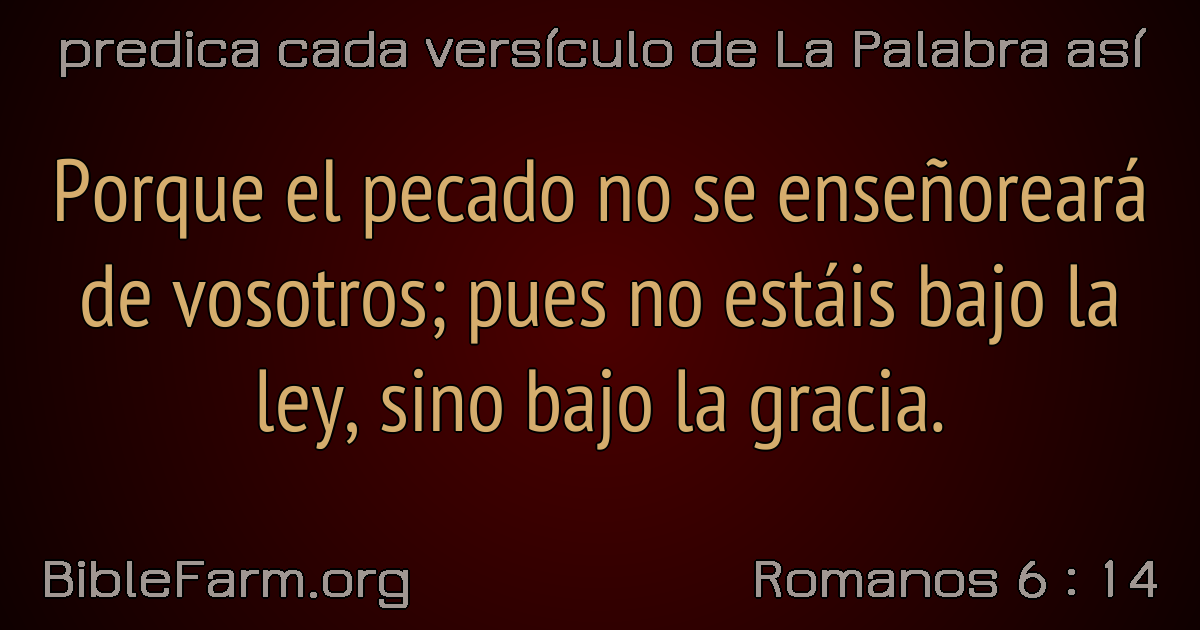 predica cada versículo de La Palabra así
Porque el pecado no se enseñoreará
de vosotros; pues no estáis bajo la
ley, sino bajo la gracia.
BibleFarm.org
Romanos 6 : 14